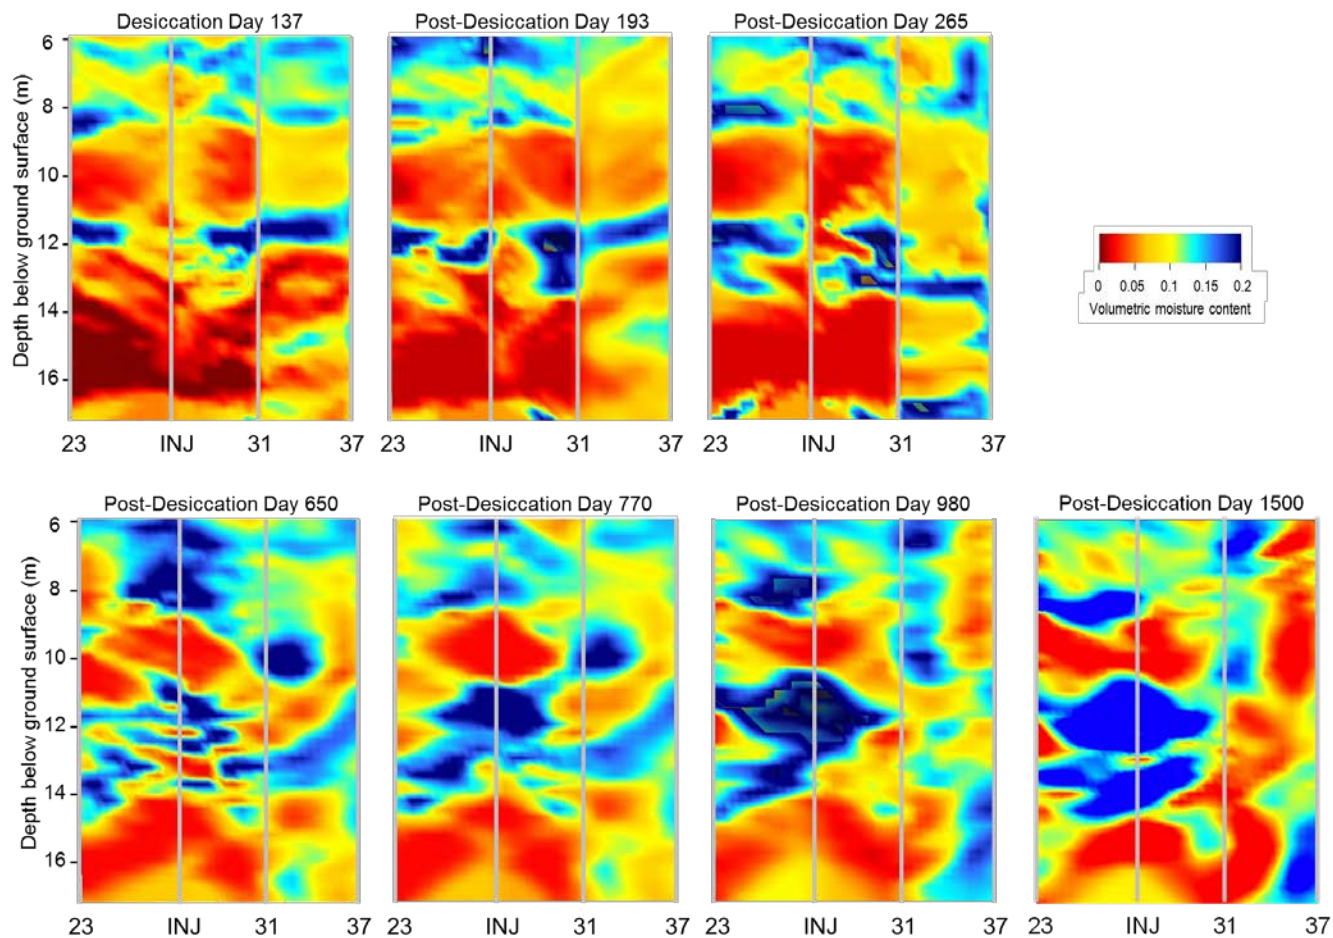 Desiccation Day 137
Post-Desiccation Day 193
Post-Desiccation Day 265
Depth below ground surface (m)
6
8
10
12
14
16
23 INJ 31 37
23 INJ 31 37
23 INJ 31 37
0 0.05 0.1 0.15 0.2
Volumetric moisture content
Post-Desiccation Day 650
Post-Desiccation Day 770
Post-Desiccation Day 980
Post-Desiccation Day 1500
Depth below ground surface (m)
6
8
10
12
14
16
23 INJ 31 37
23 INJ 31 37
23 INJ 31 37
23 INJ 31 37